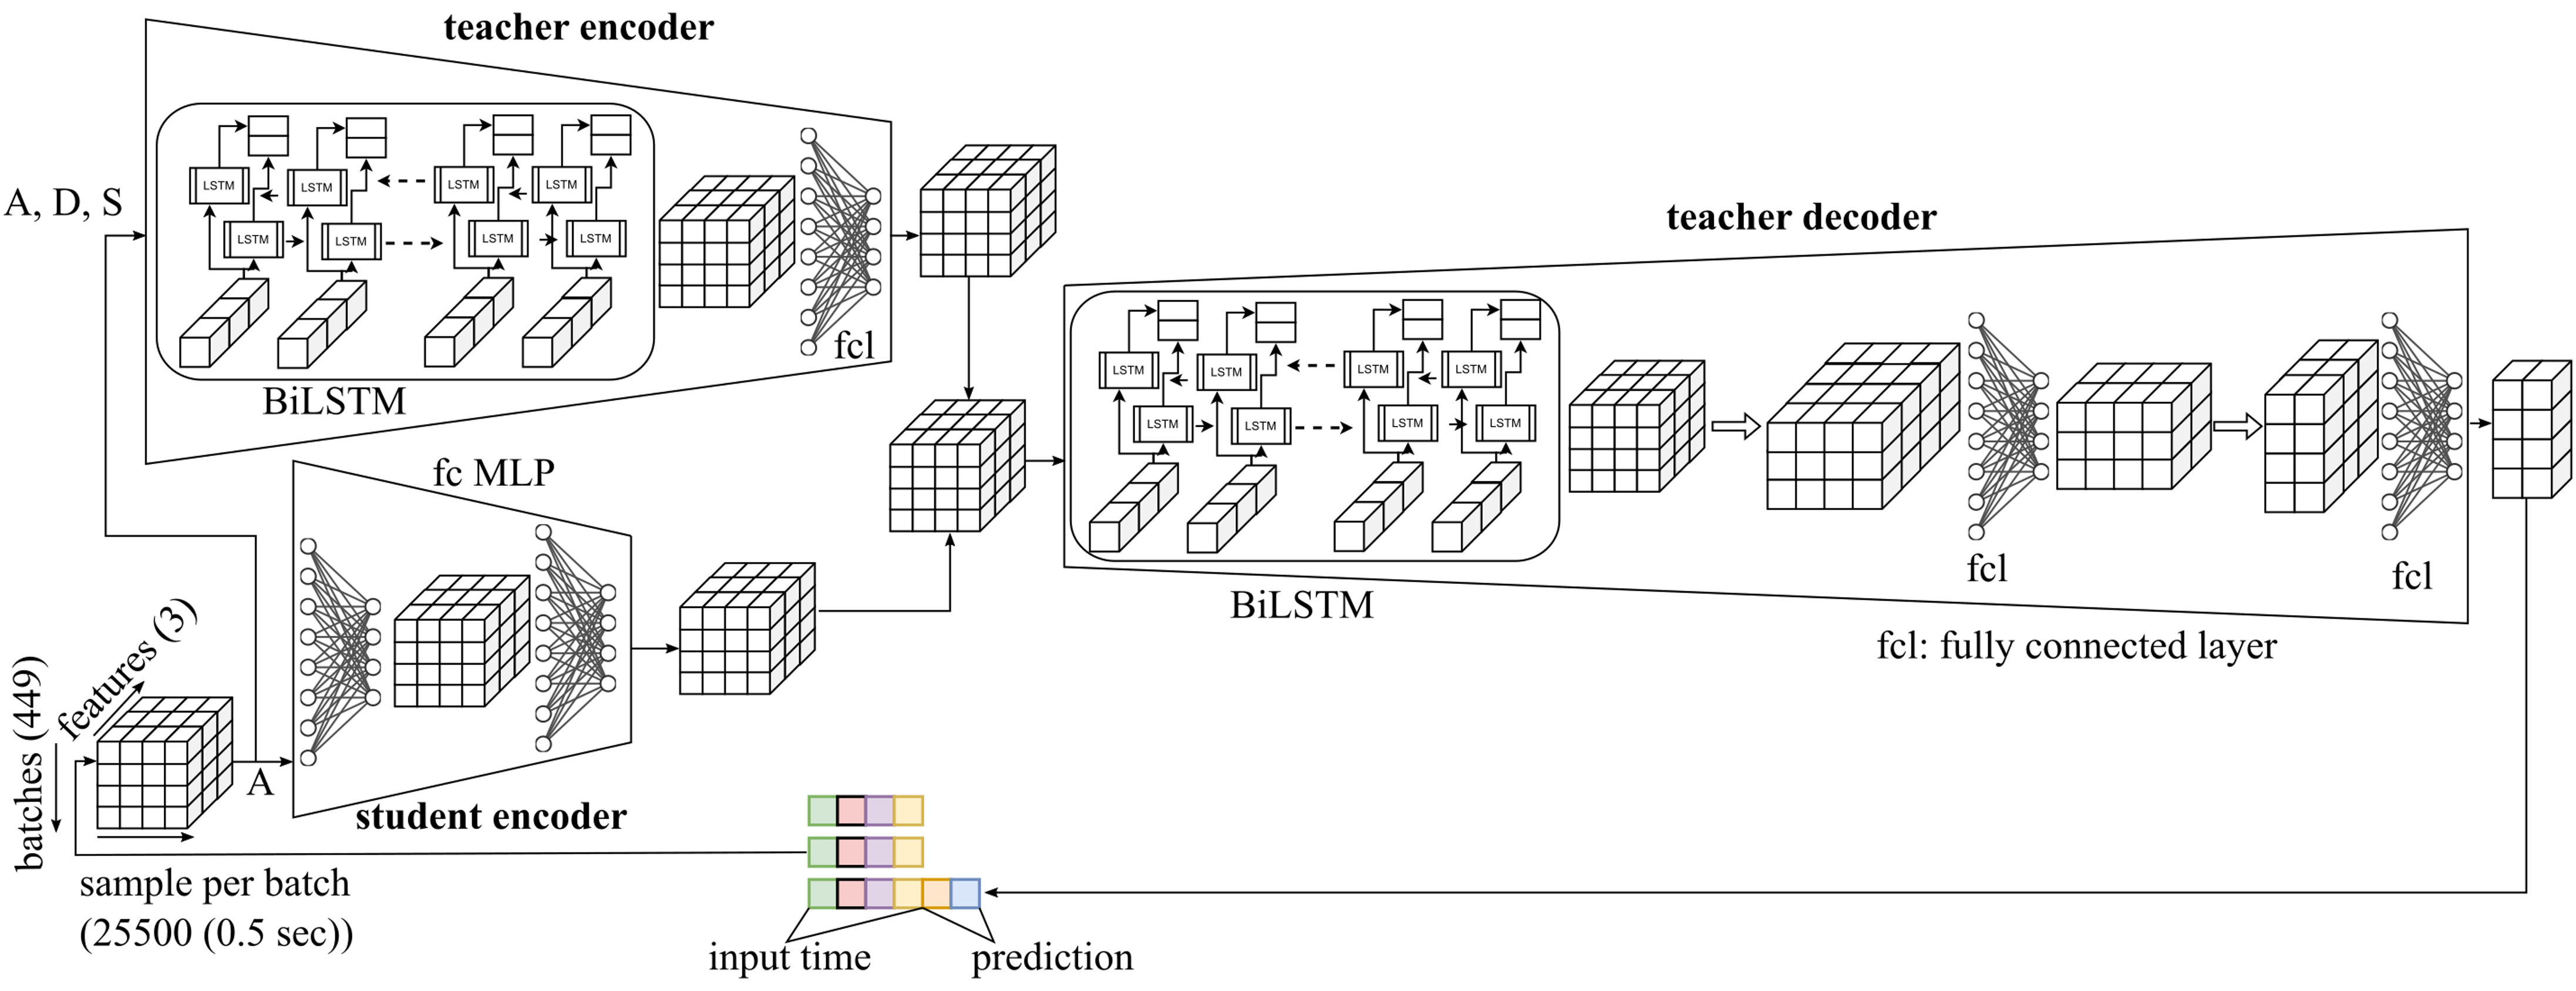 teacher encoder
A, D, S
LSTM LSTM LSTM LSTM
LSTM LSTM LSTM LSTM
fcl
BiLSTM
teacher decoder
LSTM LSTM LSTM LSTM
LSTM LSTM LSTM LSTM
BiLSTM
fcl
fcl
fcl: fully connected layer
fc MLP
student encoder
features (3)
batches (449)
A
sample per batch
(25500 (0.5 sec))
input time
prediction